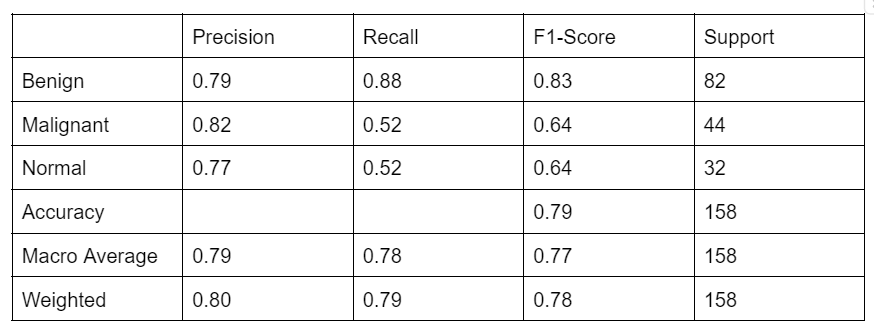 Precision Recall F1-Score Support
Benign 0.79 0.88 0.83 82
Malignant 0.82 0.52 0.64 44
Normal 0.77 0.52 0.64 32
Accuracy 0.79 158
Macro Average 0.79 0.78 0.77 158
Weighted 0.80 0.79 0.78 158